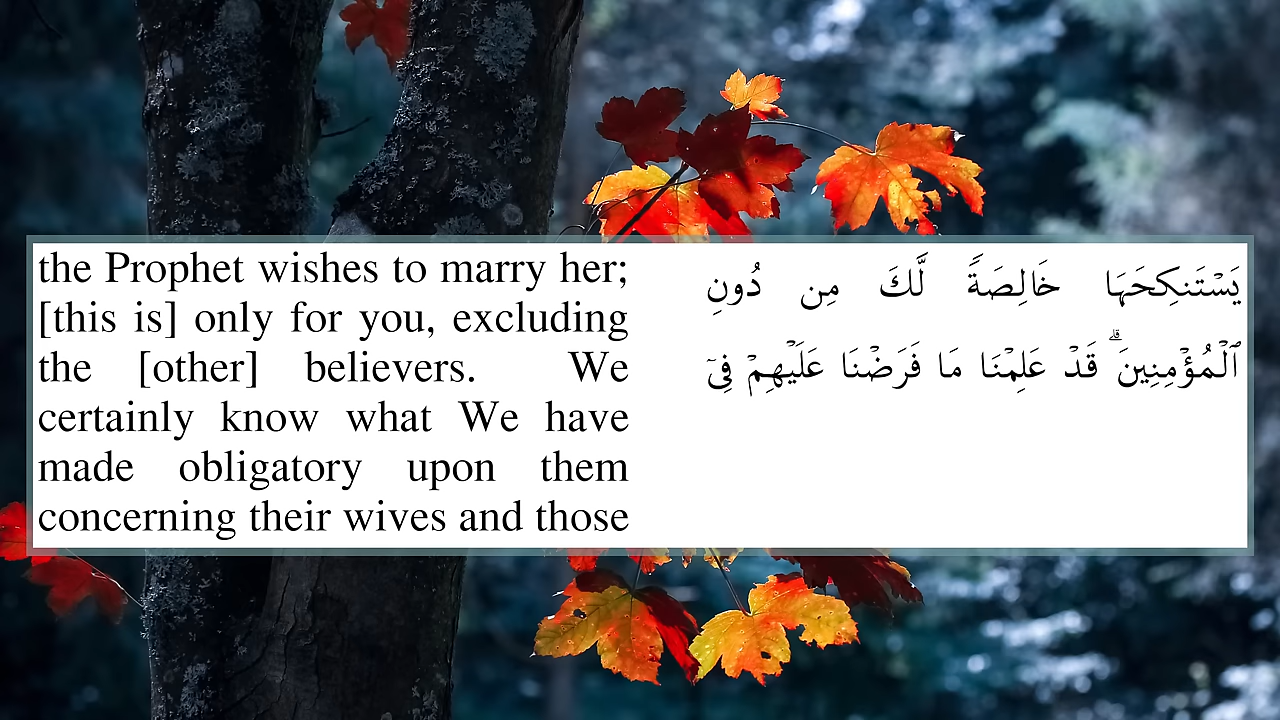 the Prophet wishes to marry her;
[this is] only for you, excluding
the [other] believers. We
certainly know what We have
made obligatory upon them
concerning their wives and those
يَسْتَنكِحَهَا خَالِصَةً لَّكَ مِن دُونِ
ٱلْمُؤْمِنِينَ ۗ قَدْ عَلِمْنَا مَا فَرَضْنَا عَلَيْهِمْ فِىٓ